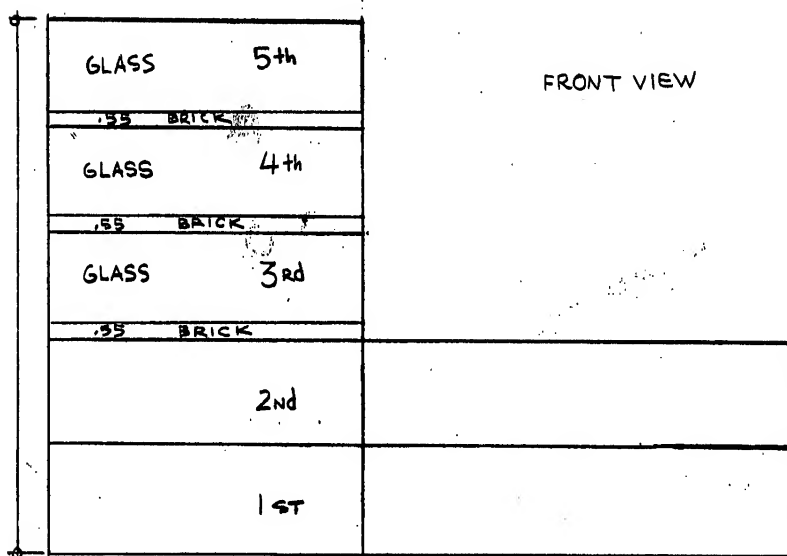 GLASS 5th
FRONT VIEW
.55 BRICK
GLASS 4th
.55 BRICK
GLASS 3Rd
.55 BRICK
2Nd
1ST